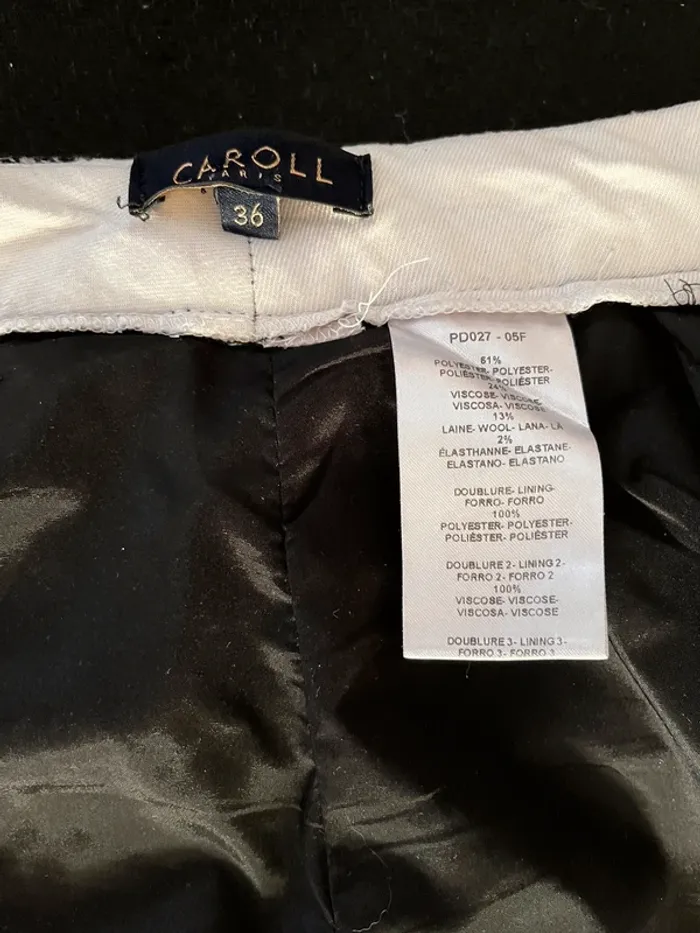 CAROLL
PARIS
36
PD027 - 05F
61%
POLYESTER- POLYESTER-
POLIÉSTER- POLIÉSTER
24%
VISCOSE- VISCOSE-
VISCOSA- VISCOSE
13%
LAINE- WOOL- LANA- LA
2%
ÉLASTHANNE- ELASTANE-
ELASTANO- ELASTANO
DOUBLURE- LINING-
FORRO- FORRO
100%
POLYESTER- POLYESTER-
POLIÉSTER- POLIÉSTER
DOUBLURE 2- LINING 2-
FORRO 2- FORRO 2
100%
VISCOSE- VISCOSE-
VISCOSA- VISCOSE
DOUBLURE 3- LINING 3-
FORRO 3- FORRO 3